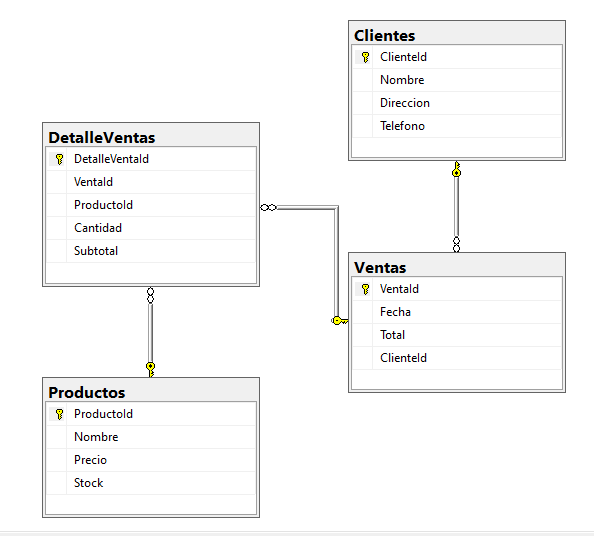 Clientes
ClienteId
Nombre
Direccion
Telefono
DetalleVentas
DetalleVentaId
VentaId
ProductoId
Cantidad
Subtotal
Ventas
VentaId
Fecha
Total
ClienteId
Productos
ProductoId
Nombre
Precio
Stock